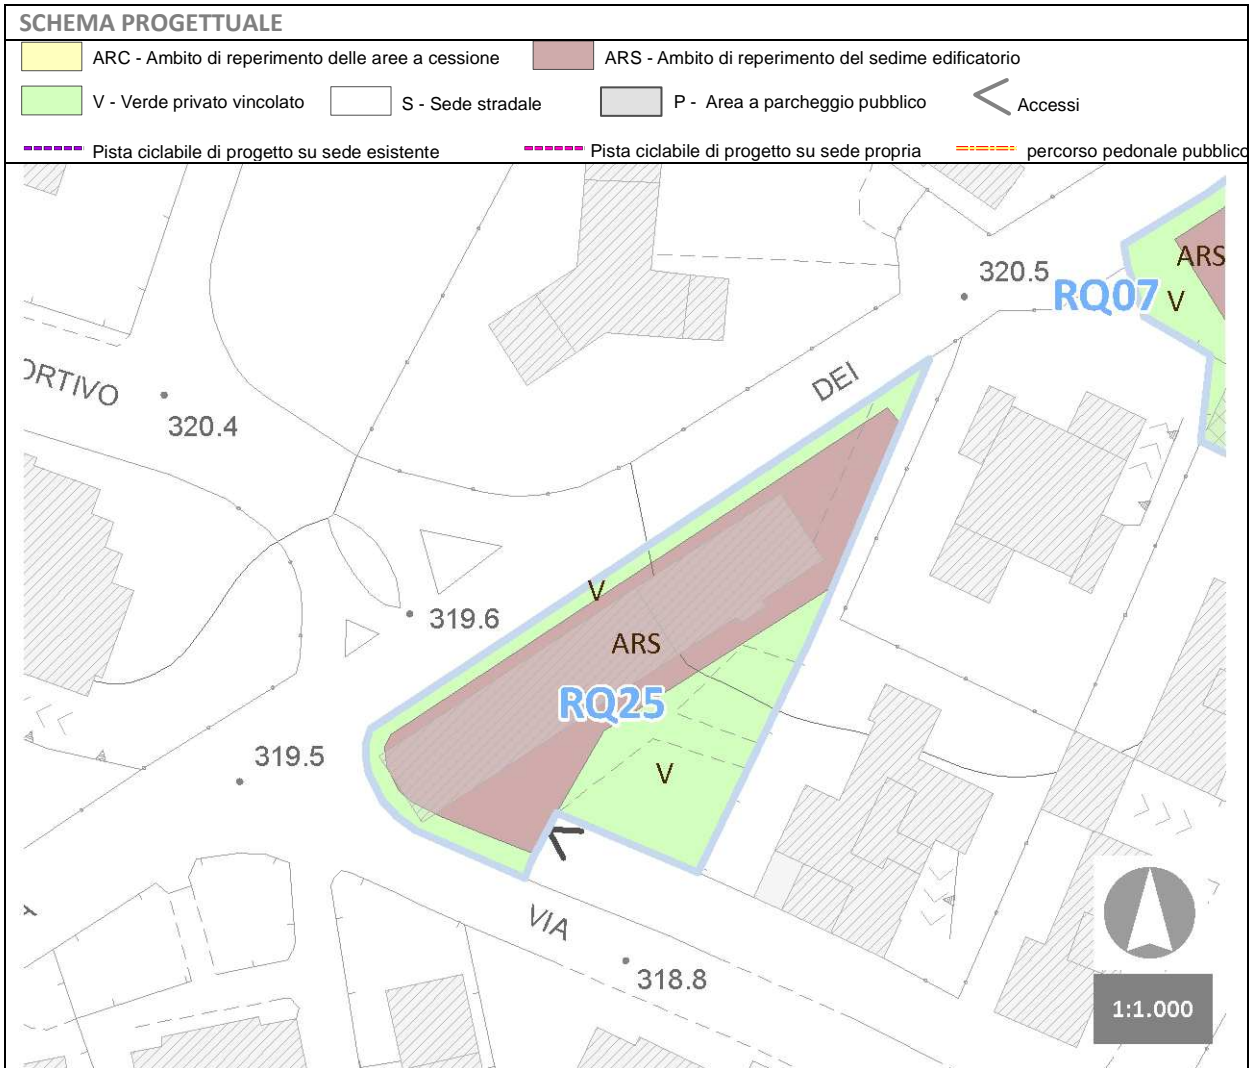 SCHEMA PROGETTUALE
ARC - Ambito di reperimento delle aree a cessione
ARS - Ambito di reperimento del sedime edificatorio
V - Verde privato vincolato
S - Sede stradale
P - Area a parcheggio pubblico
Accessi
Pista ciclabile di progetto su sede esistente
Pista ciclabile di progetto su sede propria
percorso pedonale pubblico
ARS
320.5
RQ07
V
ORTIVO
320.4
DEI
V
319.6
ARS
RQ25
319.5
V
VIA
318.8
1:1.000